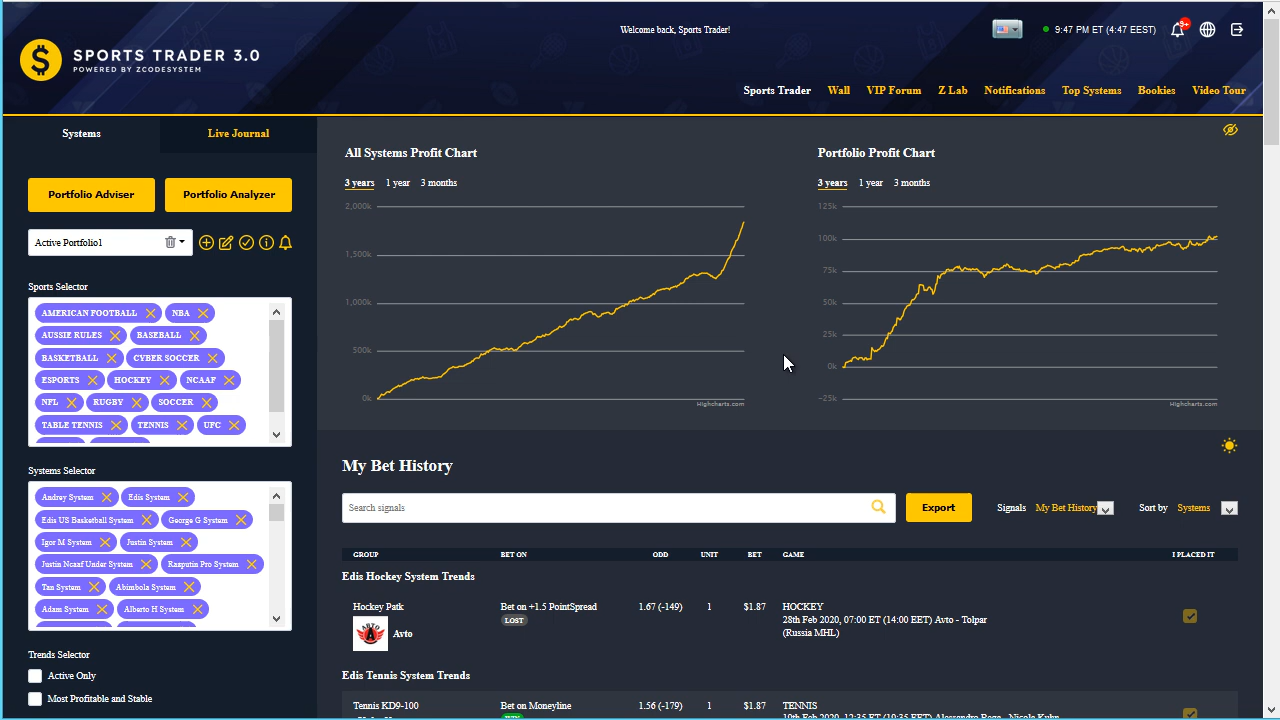 Welcome back, Sports Trader!
9+
9:47 PM ET (4:47 EEST)
$
SPORTS TRADER 3.0
POWERED BY ZCODESYSTEM
Sports Trader Wall VIP Forum Z Lab Notifications Top Systems Bookies Video Tour
Systems Live Journal
Portfolio Adviser Portfolio Analyzer
Active Portfolio1
Sports Selector
AMERICAN FOOTBALL NBA
AUSSIE RULES BASEBALL
BASKETBALL CYBER SOCCER
ESPORTS HOCKEY NCAAF
NFL RUGBY SOCCER
TABLE TENNIS TENNIS UFC
Systems Selector
Andrey System Edis System
Edis US Basketball System George G System
Igor M System Justin System
Justin Ncaaf Under System Razputin Pro System
Tan System Abimbola System
Adam System Alberto H System
Trends Selector
Active Only
Most Profitable and Stable
All Systems Profit Chart
3 years 1 year 3 months
2,000k
1,500k
1,000k
500k
0k
Highcharts.com
Portfolio Profit Chart
3 years 1 year 3 months
125k
100k
75k
50k
25k
0k
-25k
Highcharts.com
My Bet History
Search signals
Export
Signals My Bet History
Sort by Systems
GROUP BET ON ODD UNIT BET GAME I PLACED IT
Edis Hockey System Trends
Hockey Patk Bet on +1.5 PointSpread 1.67 (-149) 1 $1.87 HOCKEY
LOST 28th Feb 2020, 07:00 ET (14:00 EET) Avto - Tolpar
Avto (Russia MHL)
Edis Tennis System Trends
Tennis KD9-100 Bet on Moneyline 1.56 (-179) 1 $1.87 TENNIS